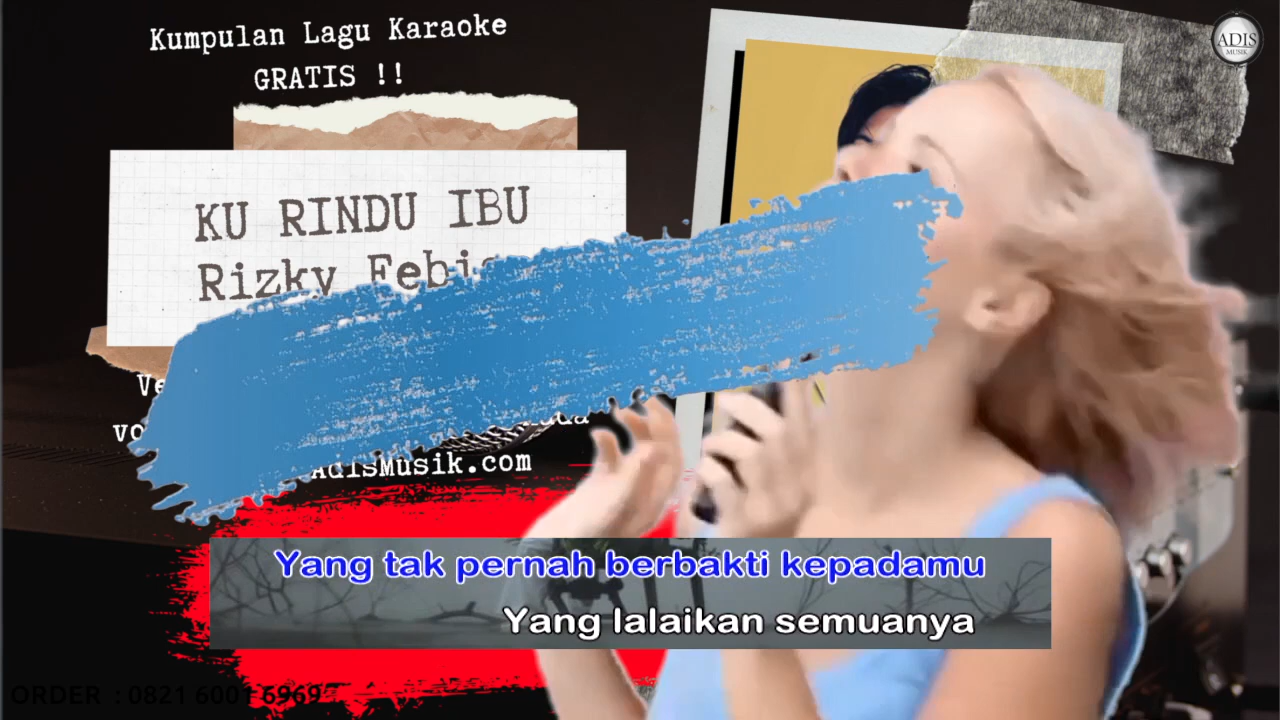 Kumpulan Lagu Karaoke
GRATIS !!
ADIS
MUSIK
KU RINDU IBU
Rizky
AdisMusik.com
Yang tak pernah berbakti kepadamu
Yang lalaikan semuanya
ORDER : 0821 6001 6969